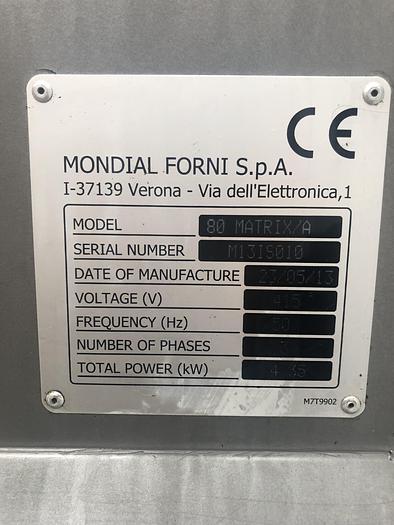 CE
MONDIAL FORNI S.p.A.
I-37139 Verona - Via dell'Elettronica,1
MODEL 80 MATRIX/A
SERIAL NUMBER M13IS010
DATE OF MANUFACTURE 23/05/13
VOLTAGE (V) 415
FREQUENCY (Hz) 50
NUMBER OF PHASES 3
TOTAL POWER (kW) 4.35
M7T9902